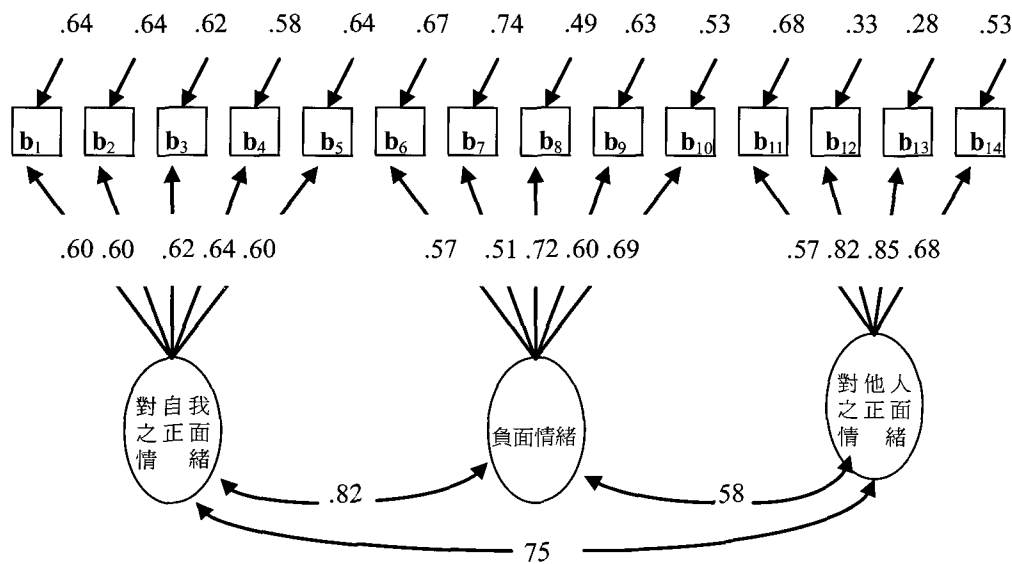 .64 .64 .62 .58 .64 .67 .74 .49 .63 .53 .68 .33 .28 .53
b1 b2 b3 b4 b5 b6 b7 b8 b9 b10 b11 b12 b13 b14
.60 .60 .62 .64 .60 .57 .51 .72 .60 .69 .57 .82 .85 .68
對自我
之正面
情緒
負面情緒
對他人
之正面
情緒
.82
.58
75